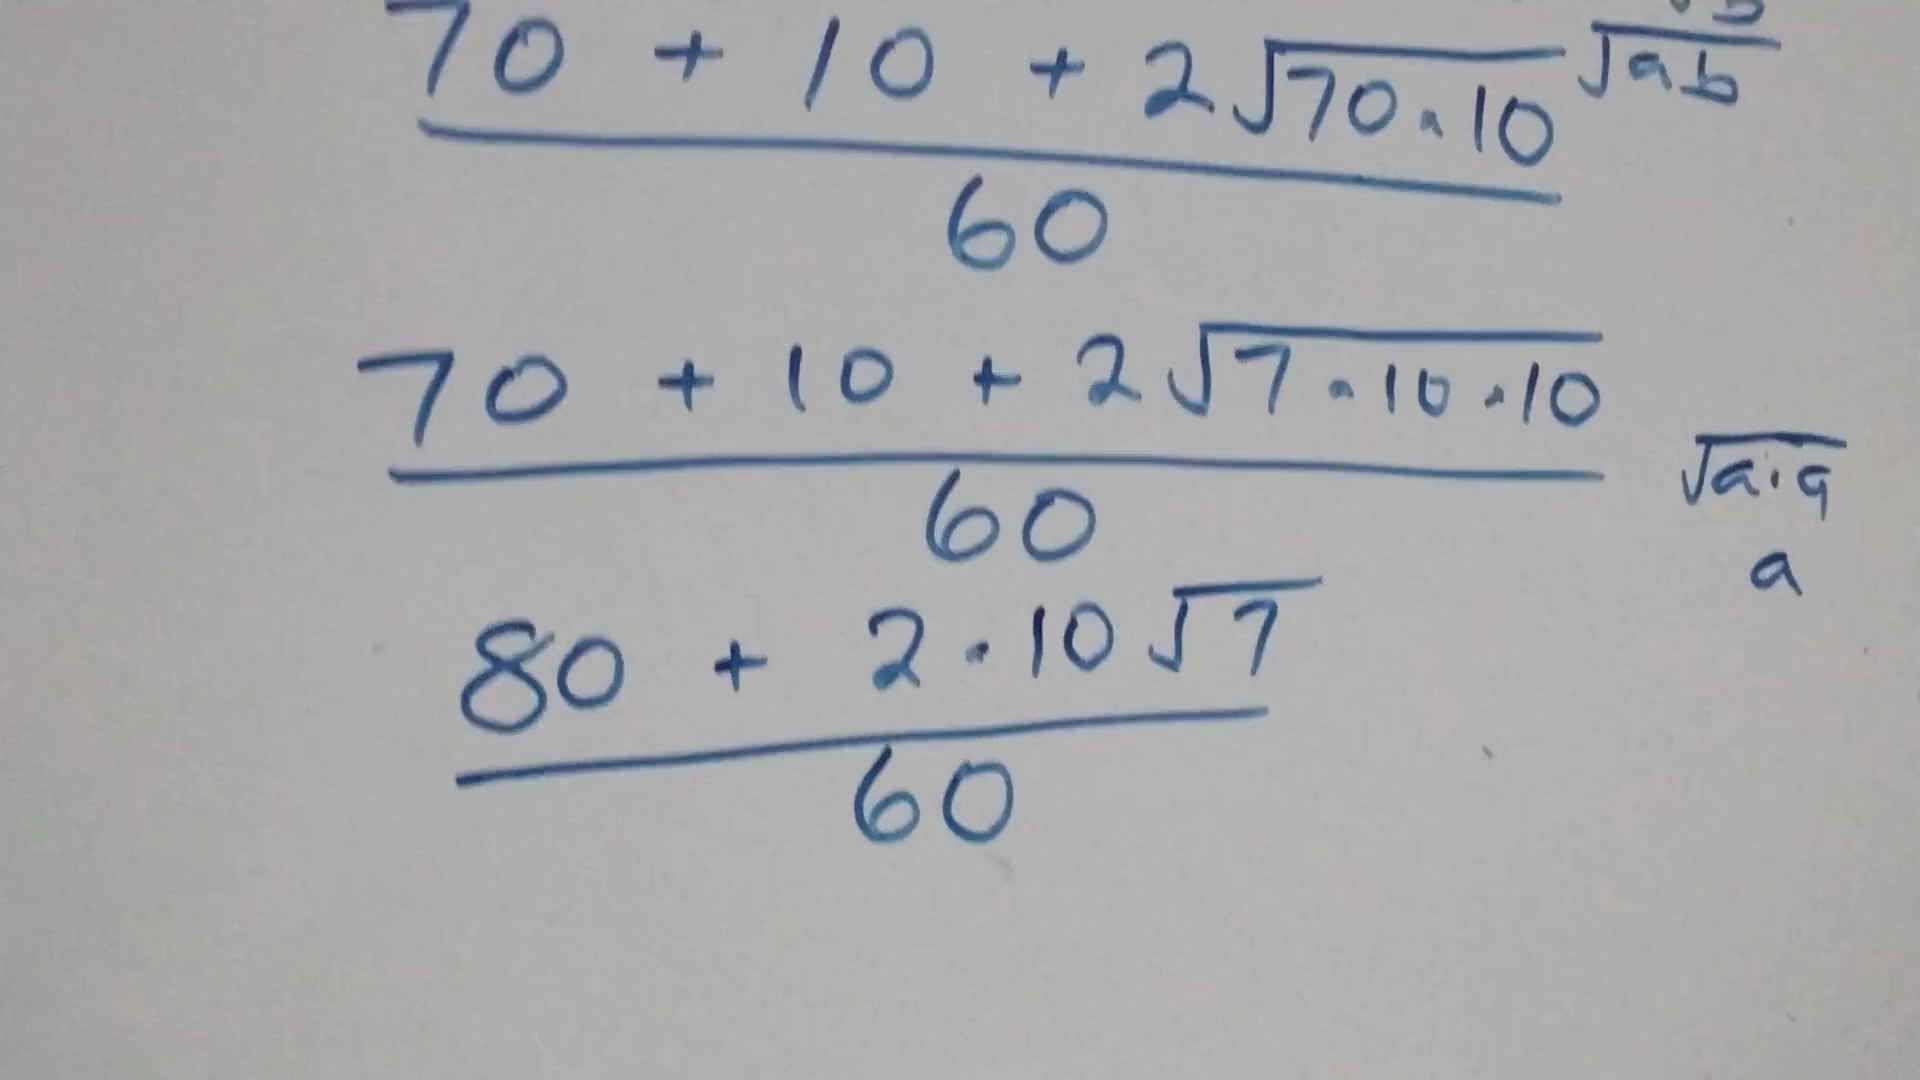 70 + 10 + 2√70·10 √ab
60
70 + 10 + 2√7·10·10
60
√a·a
a
80 + 2·10√7
60